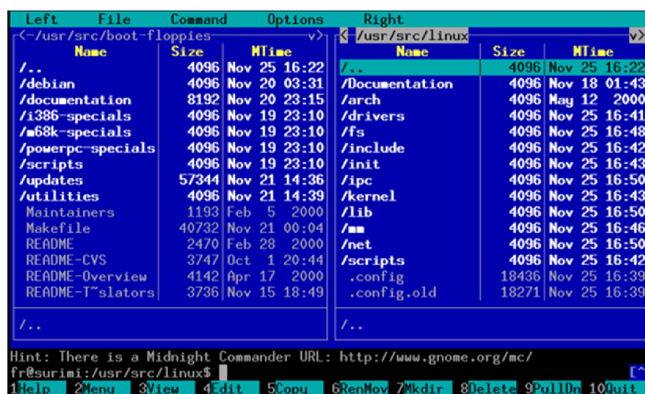 Left File Command Options Right
<-/usr/src/boot-floppies v> <-/usr/src/linux v>
Name Size MTime Name Size MTime
/.. 4096 Nov 25 16:22 /.. 4096 Nov 25 16:22
/debian 4096 Nov 20 03:31 /Documentation 4096 Nov 18 01:43
/documentation 8192 Nov 20 23:15 /arch 4096 May 12 2000
/i386-specials 4096 Nov 19 23:10 /drivers 4096 Nov 25 16:41
/m68k-specials 4096 Nov 19 23:10 /fs 4096 Nov 25 16:48
/powerpc-specials 4096 Nov 19 23:10 /include 4096 Nov 25 16:42
/scripts 4096 Nov 19 23:10 /init 4096 Nov 25 16:43
/updates 57344 Nov 21 14:36 /ipc 4096 Nov 25 16:50
/utilities 4096 Nov 21 14:39 /kernel 4096 Nov 25 16:43
Maintainers 1193 Feb 5 2000 /lib 4096 Nov 25 16:50
Makefile 40732 Nov 21 00:04 /mm 4096 Nov 25 16:46
README 2470 Feb 28 2000 /net 4096 Nov 25 16:50
README-CVS 3747 Oct 1 20:44 /scripts 4096 Nov 25 16:42
README-Overview 4142 Apr 17 2000 .config 18436 Nov 25 16:39
README-T~slators 3736 Nov 15 18:49 .config.old 18271 Nov 25 16:39
/.. /..
Hint: There is a Midnight Commander URL: http://www.gnome.org/mc/
fr@surimi:/usr/src/linux$ [^
1Help 2Menu 3View 4Edit 5Copy 6RenMov 7Mkdir 8Delete 9PullDn 10Quit